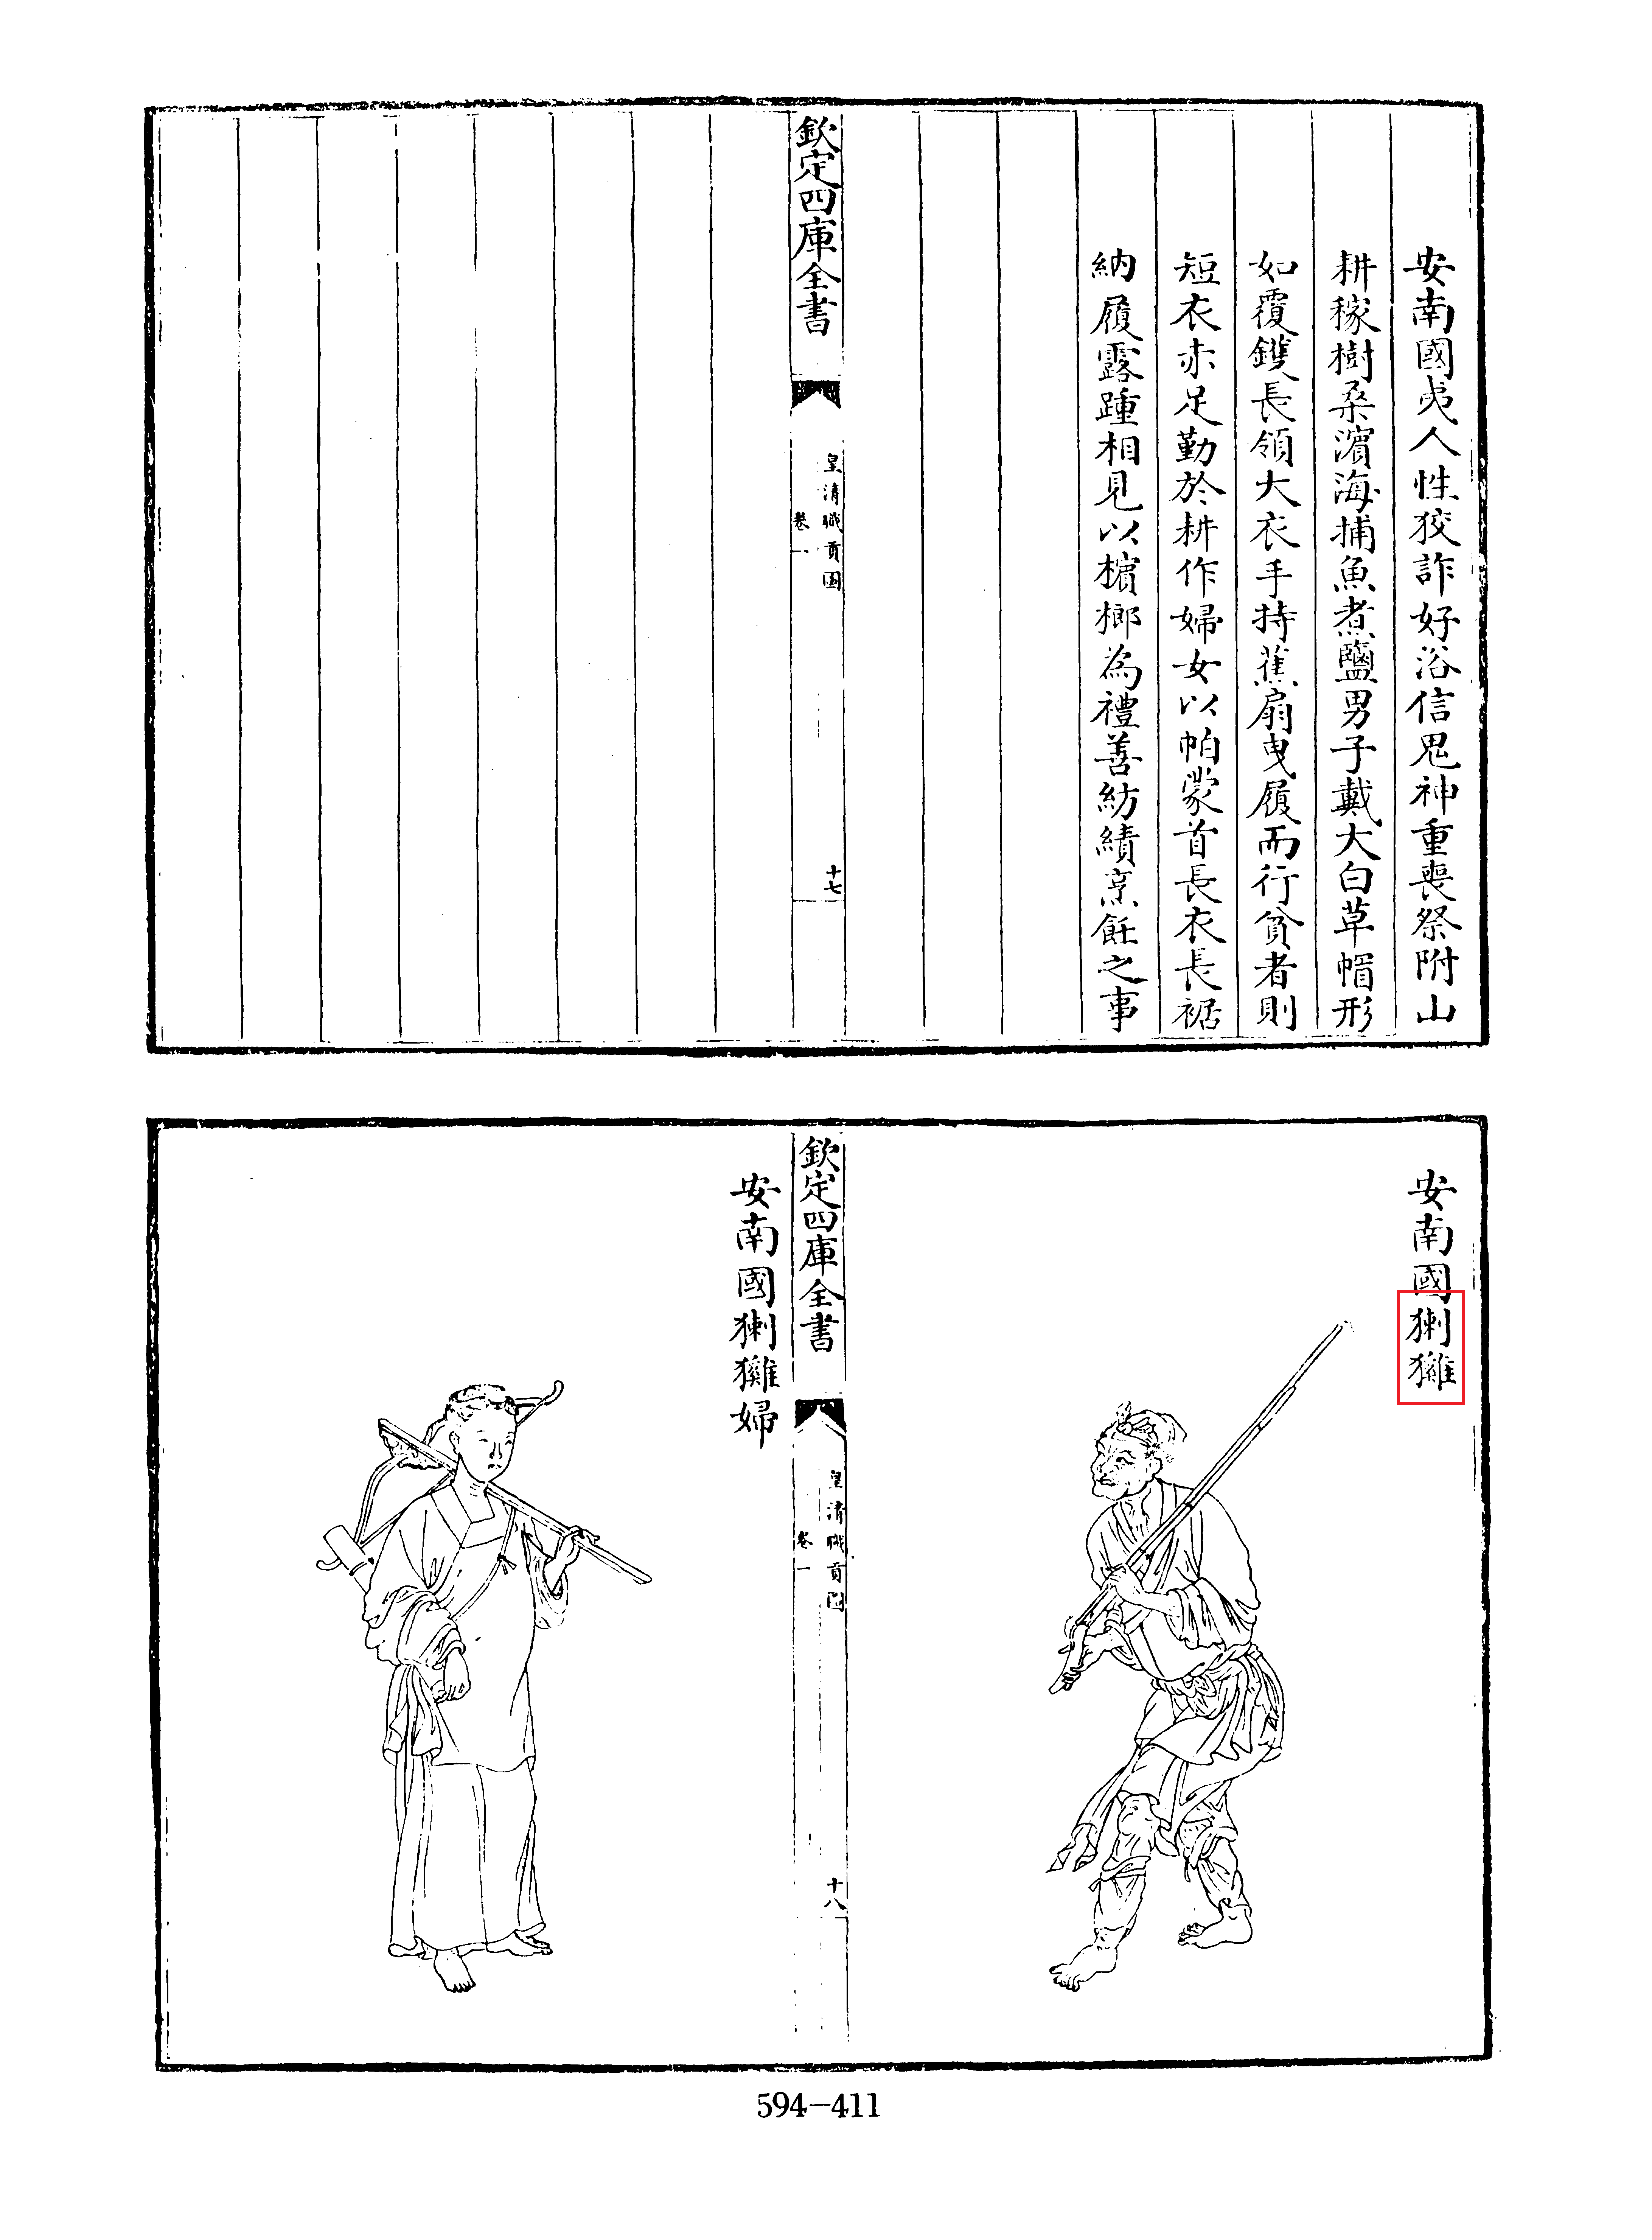 安南國夷人性狡詐好浴信鬼神重喪祭附山
耕稼樹桑濵海捕魚煮鹽男子戴大白草帽形
如覆鑊長領大衣手持蕉扇曳履而行貧者則
短衣赤足勤於耕作婦女以帕蒙首長衣長裾
納履露踵相見以檳榔為禮善紡績烹飪之事
欽定四庫全書
皇清職貢圖
卷一
十七
安南國
欽定四庫全書
皇清職貢圖
卷一
十八
安南國婦
594-411